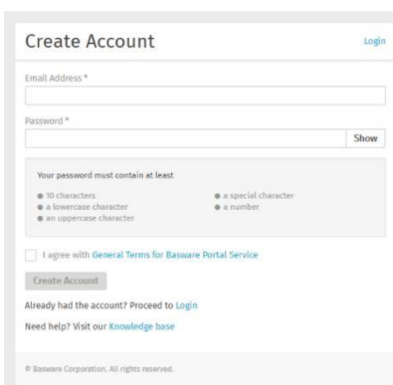 Create Account
Login
Email Address *
Password *
Show
Your password must contain at least
10 characters
a special character
a lowercase character
a number
an uppercase character
I agree with General Terms for Basware Portal Service
Create Account
Already had the account? Proceed to Login
Need help? Visit our Knowledge base
© Basware Corporation. All rights reserved.